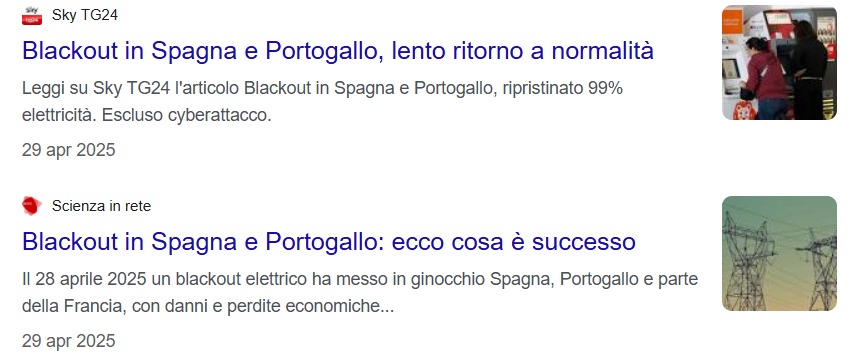 Sky TG24
Blackout in Spagna e Portogallo, lento ritorno a normalità
Leggi su Sky TG24 l'articolo Blackout in Spagna e Portogallo, ripristinato 99%
elettricità. Escluso cyberattacco.
29 apr 2025
Scienza in rete
Blackout in Spagna e Portogallo: ecco cosa è successo
Il 28 aprile 2025 un blackout elettrico ha messo in ginocchio Spagna, Portogallo e parte
della Francia, con danni e perdite economiche...
29 apr 2025